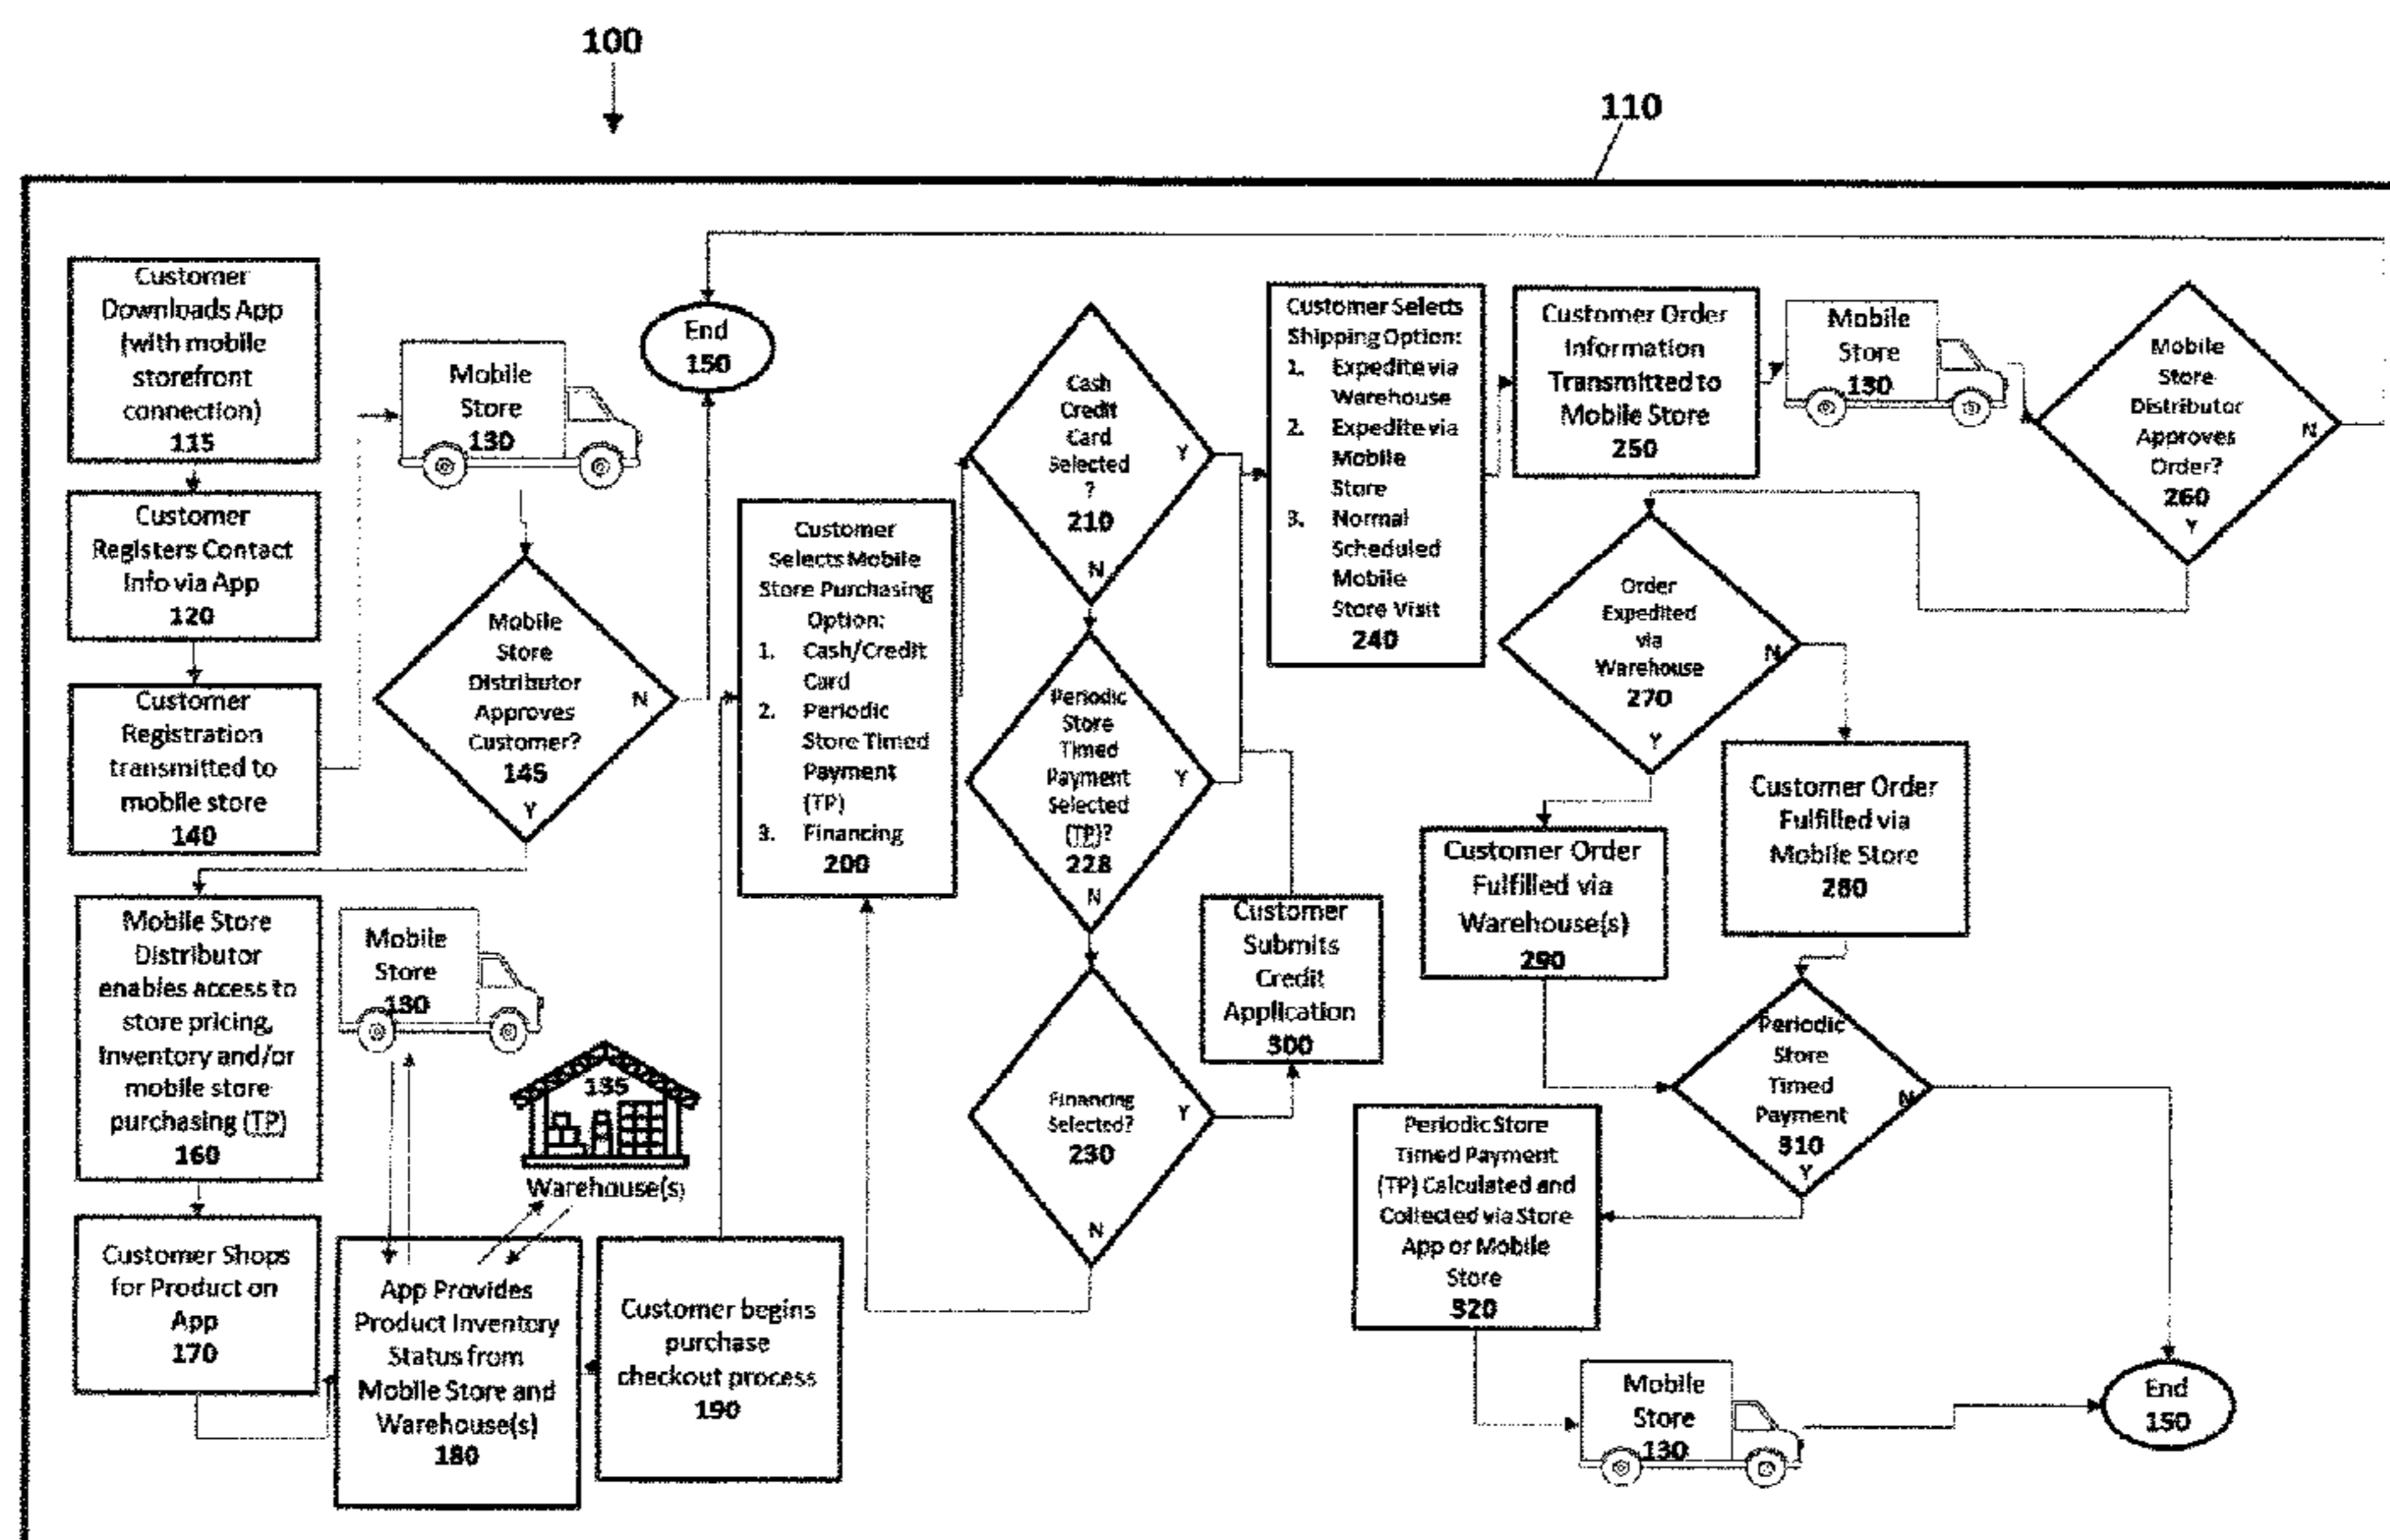 100
110
Customer
Downloads App
(with mobile
storefront
connection)
115
Customer
Registers Contact
Info via App
120
Customer
Registration
transmitted to
mobile store
140
Mobile
Store
130
Mobile
Store
Distributor
Approves
Customer?
145
N
Y
End
150
Mobile Store
Distributor
enables access to
store pricing,
Inventory and/or
mobile store
purchasing (TP)
160
Customer Shops
for Product on
App
170
Mobile
Store
130
135
Warehouse(s)
App Provides
Product Inventory
Status from
Mobile Store and
Warehouse(s)
180
Customer begins
purchase
checkout process
190
Customer
Selects Mobile
Store Purchasing
Option:
1. Cash/Credit
Card
2. Periodic
Store Timed
Payment
(TP)
3. Financing
200
Cash
Credit
Card
Selected
?
210
Y
N
Periodic
Store
Timed
Payment
Selected
(TP)?
228
Y
N
Financing
Selected?
230
Y
N
Customer
Submits
Credit
Application
300
Customer Selects
Shipping Option:
1. Expedite via
Warehouse
2. Expedite via
Mobile
Store
3. Normal
Scheduled
Mobile
Store Visit
240
Customer Order
Information
Transmitted to
Mobile Store
250
Mobile
Store
130
Mobile
Store
Distributor
Approves
Order?
260
N
Y
Order
Expedited
via
Warehouse
270
N
Y
Customer Order
Fulfilled via
Mobile Store
280
Customer Order
Fulfilled via
Warehouse(s)
290
Periodic
Store
Timed
Payment
310
N
Y
Periodic Store
Timed Payment
(TP) Calculated and
Collected via Store
App or Mobile
Store
320
Mobile
Store
130
End
150